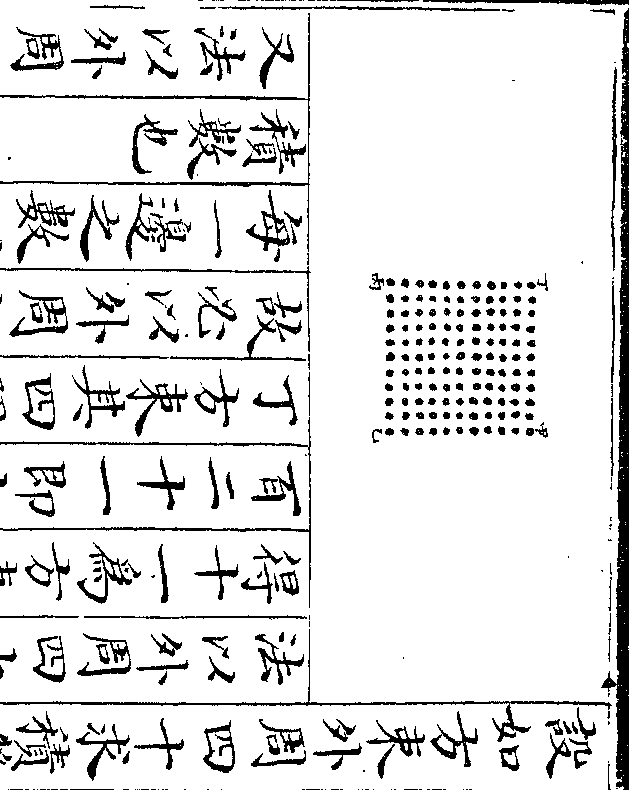 設如方束外周四十求積
法以外周四
得十一為方
百二十一即
丁方束其四
故必以外周
每一邊之數
積數也
又法以外周
甲
乙
丁
丙